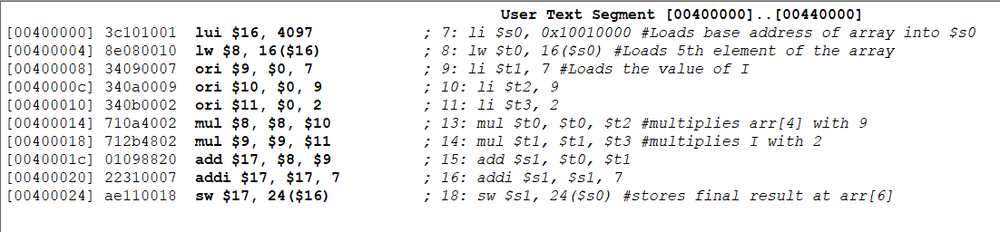 User Text Segment [00400000]..[00440000]
[00400000] 3c101001 lui $16, 4097 ; 7: li $s0, 0x10010000 #Loads base address of array into $s0
[00400004] 8e080010 lw $8, 16($16) ; 8: lw $t0, 16($s0) #Loads 5th element of the array
[00400008] 34090007 ori $9, $0, 7 ; 9: li $t1, 7 #Loads the value of I
[0040000c] 340a0009 ori $10, $0, 9 ; 10: li $t2, 9
[00400010] 340b0002 ori $11, $0, 2 ; 11: li $t3, 2
[00400014] 710a4002 mul $8, $8, $10 ; 13: mul $t0, $t0, $t2 #multiplies arr[4] with 9
[00400018] 712b4802 mul $9, $9, $11 ; 14: mul $t1, $t1, $t3 #multiplies I with 2
[0040001c] 01098820 add $17, $8, $9 ; 15: add $s1, $t0, $t1
[00400020] 22310007 addi $17, $17, 7 ; 16: addi $s1, $s1, 7
[00400024] ae110018 sw $17, 24($16) ; 18: sw $s1, 24($s0) #stores final result at arr[6]